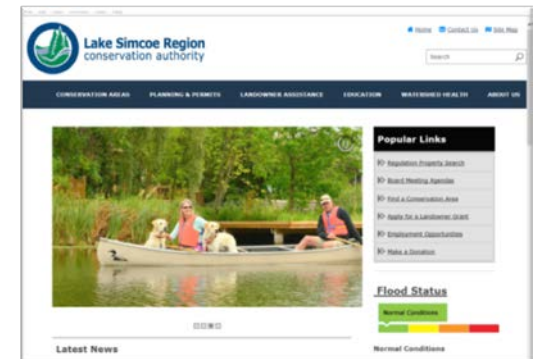 Home Contact Us Site Map
Lake Simcoe Region
conservation authority
Search
CONSERVATION AREAS PLANNING & PERMITS LANDOWNER ASSISTANCE EDUCATION WATERSHED HEALTH ABOUT US
Popular Links
Regulation Property Search
Board Meeting Agendas
Find a Conservation Area
Apply for a Landowner Grant
Employment Opportunities
Make a Donation
Flood Status
Normal Conditions
Latest News
Normal Conditions